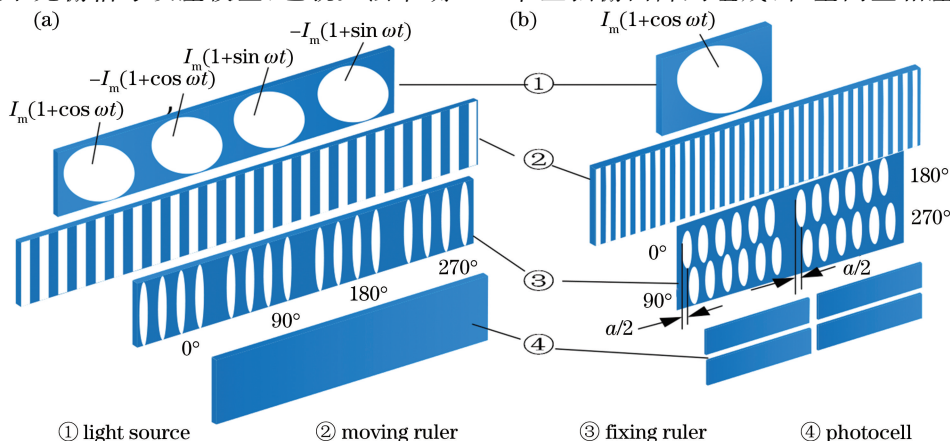 (a)
(b)
Iₘ(1+cos ωt)
–Iₘ(1+cos ωt)
Iₘ(1+sin ωt)
–Iₘ(1+sin ωt)
0°
90°
180°
270°
Iₘ(1+cos ωt)
0°
90°
180°
270°
a/2
a/2
①
②
③
④
① light source ② moving ruler ③ fixing ruler ④ photocell